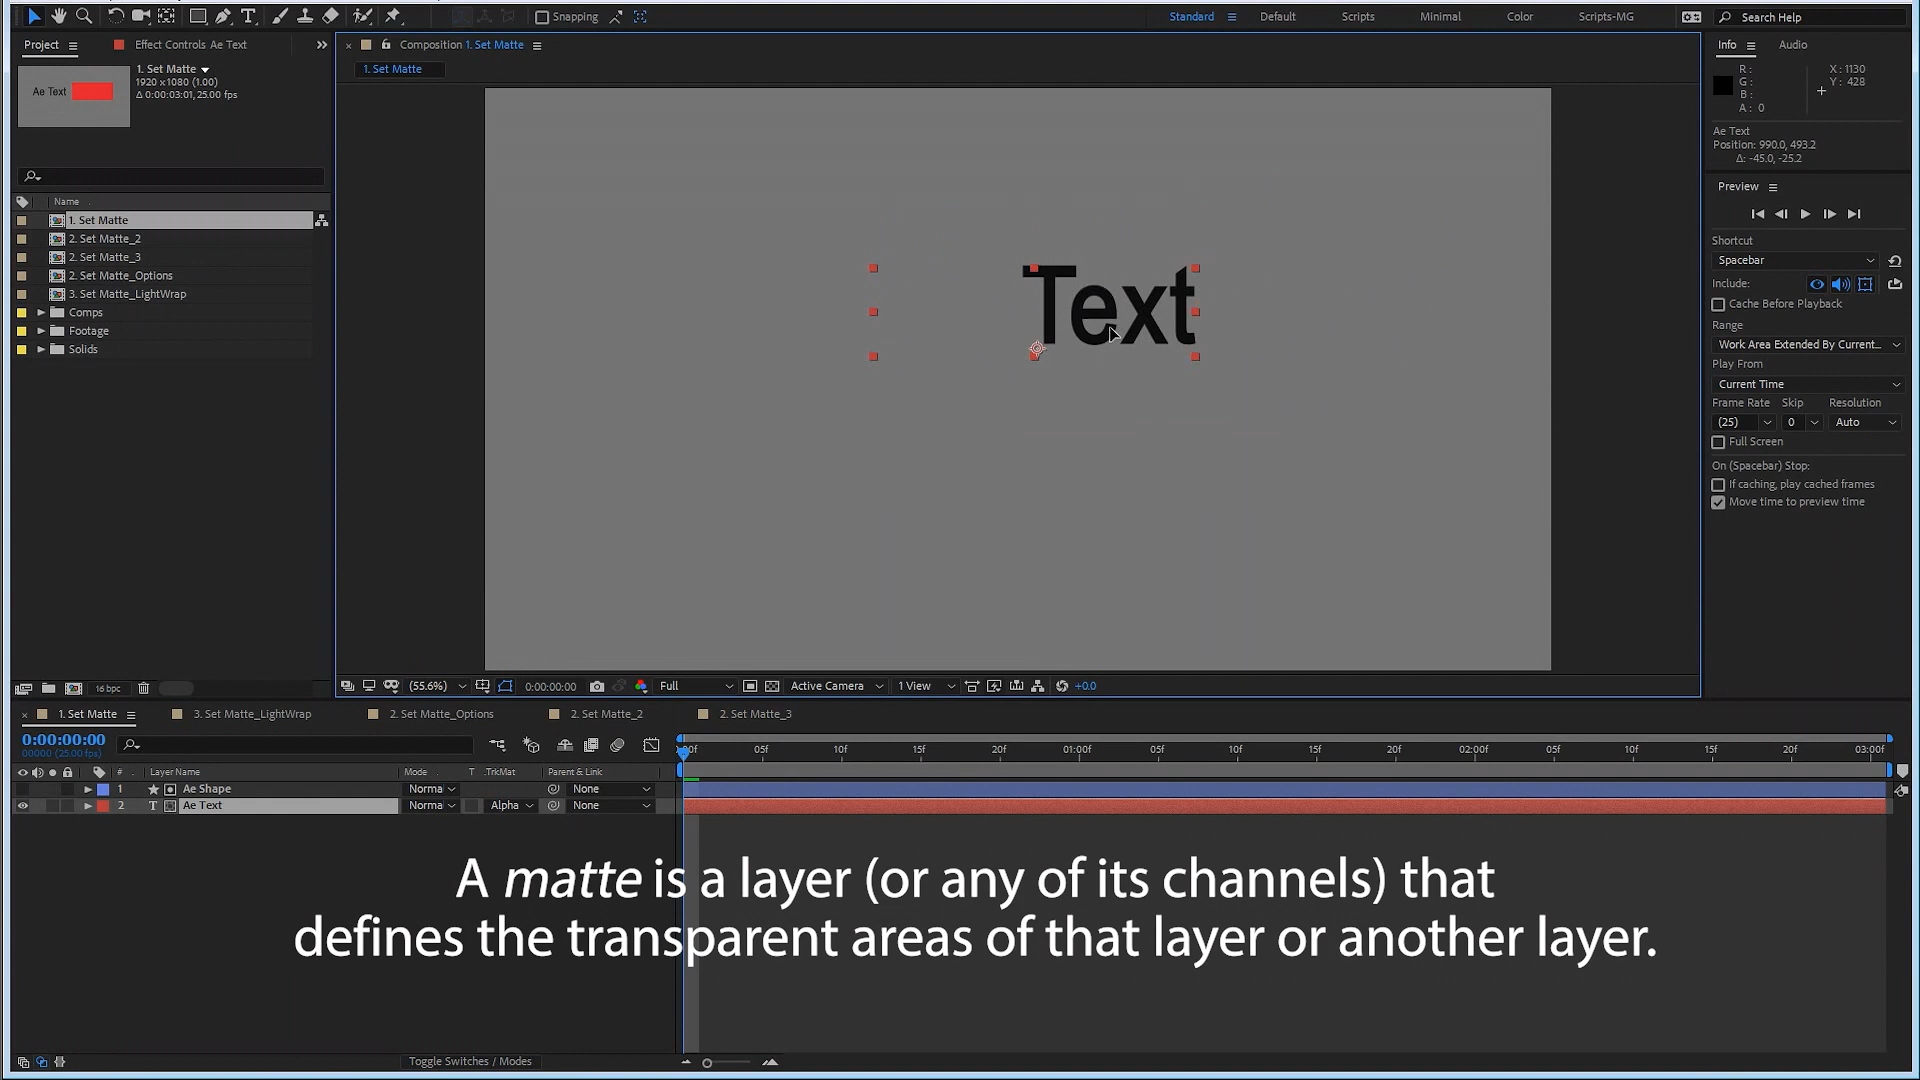 Snapping
Standard
Default
Scripts
Minimal
Color
Scripts-MG
Search Help
Project
Effect Controls Ae Text
Composition 1. Set Matte
Info
Audio
Ae Text
1. Set Matte
1920 x 1080 (1.00)
Δ 0:00:03:01, 25.00 fps
1. Set Matte
R :
G :
B :
A : 0
X : 1130
Y : 428
Ae Text
Position: 990.0, 493.2
Δ: -45.0, -25.2
Preview
Name
1. Set Matte
2. Set Matte_2
2. Set Matte_3
2. Set Matte_Options
3. Set Matte_LightWrap
Comps
Footage
Solids
Text
Shortcut
Spacebar
Include:
Cache Before Playback
Range
Work Area Extended By Current...
Play From
Current Time
Frame Rate Skip Resolution
(25) 0 Auto
Full Screen
On (Spacebar) Stop:
If caching, play cached frames
Move time to preview time
16 bpc
(55.6%)
0:00:00:00
Full
Active Camera
1 View
+0.0
1. Set Matte
3. Set Matte_LightWrap
2. Set Matte_Options
2. Set Matte_2
2. Set Matte_3
0:00:00:00
00000 (25.00 fps)
:00f 05f 10f 15f 20f 01:00f 05f 10f 15f 20f 02:00f 05f 10f 15f 20f 03:00f
# Layer Name Mode T .TrkMat Parent & Link
1 Ae Shape Norma None
2 T Ae Text Norma Alpha None
A matte is a layer (or any of its channels) that
defines the transparent areas of that layer or another layer.
Toggle Switches / Modes